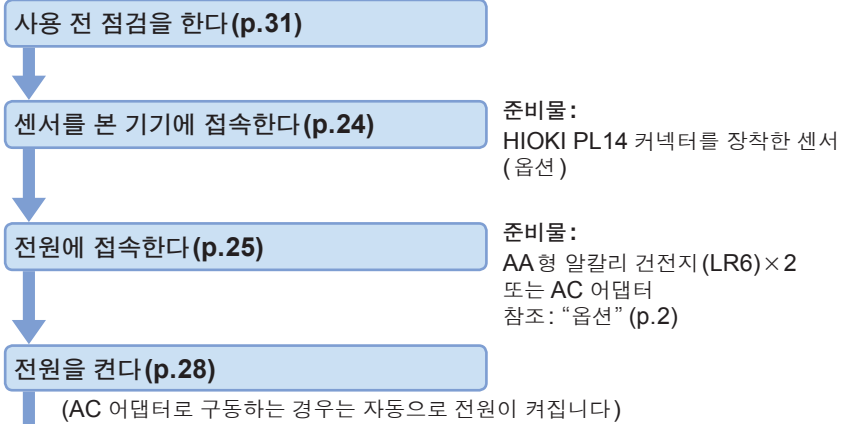 사용 전 점검을 한다(p.31)
센서를 본 기기에 접속한다(p.24)
준비물:
HIOKI PL14 커넥터를 장착한 센서
(옵션)
전원에 접속한다(p.25)
준비물:
AA형 알칼리 건전지(LR6)×2
또는 AC 어댑터
참조: “옵션” (p.2)
전원을 켠다(p.28)
(AC 어댑터로 구동하는 경우는 자동으로 전원이 켜집니다)